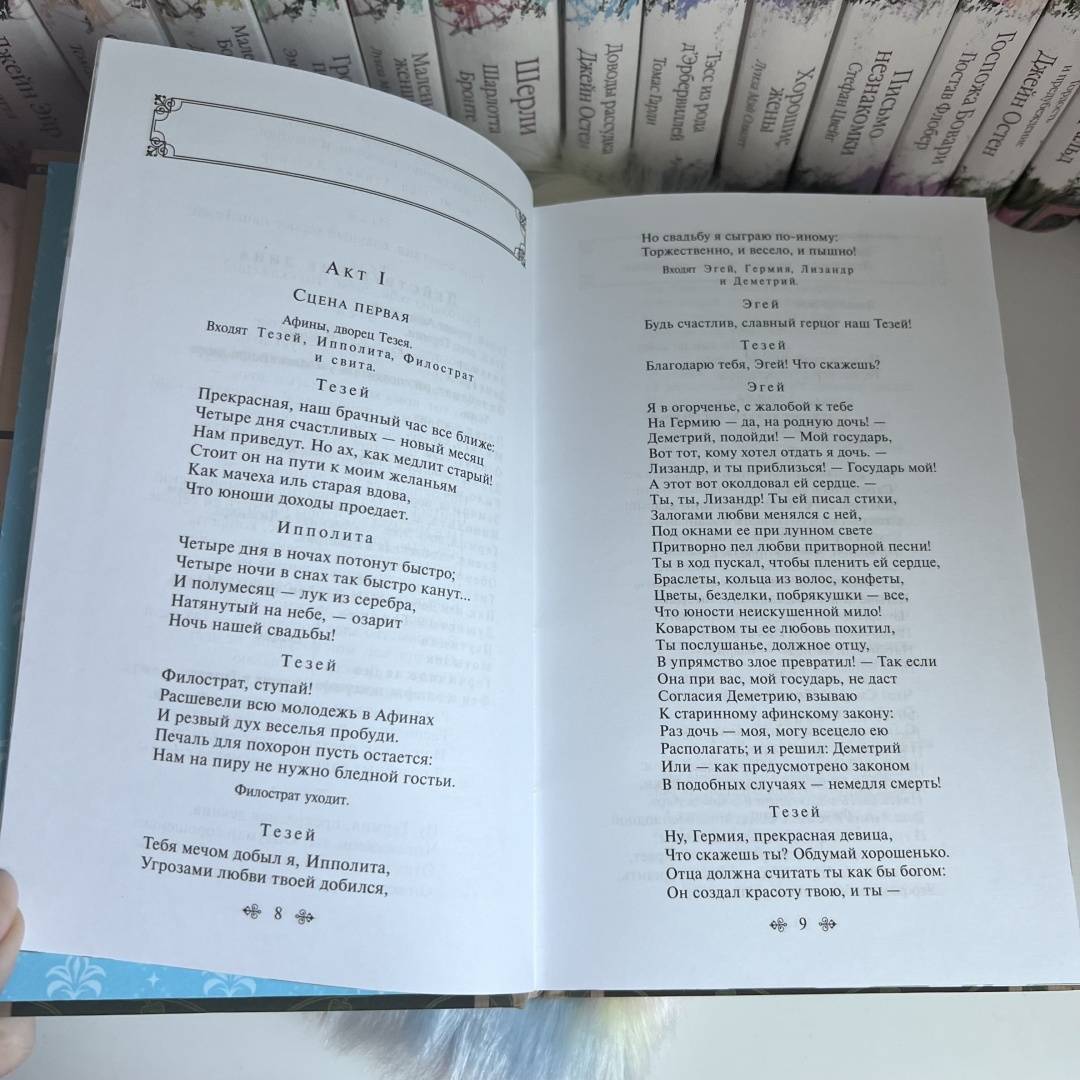 Джейн Эйр
Шерли
Шарлотта
Бронте
Доводы рассудка
Джейн Остен
Тэсс из рода
д'Эрбервиллей
Томас Гарди
Хорошие
жены
Луиза Мэй Олкотт
Письмо
незнакомки
Стефан Цвейг
Госпожа Бовари
Гюстав Флобер
и предубеждение
Джейн Остен
Акт I
Сцена первая
Афины, дворец Тезея.
Входят Тезей, Ипполита, Филострат
и свита.
Тезей
Прекрасная, наш брачный час все ближе:
Четыре дня счастливых — новый месяц
Нам приведут. Но ах, как медлит старый!
Стоит он на пути к моим желаньям
Как мачеха иль старая вдова,
Что юноши доходы проедает.
Ипполита
Четыре дня в ночах потонут быстро;
Четыре ночи в снах так быстро канут...
И полумесяц — лук из серебра,
Натянутый на небе, — озарит
Ночь нашей свадьбы!
Тезей
Филострат, ступай!
Расшевели всю молодежь в Афинах
И резвый дух веселья пробуди.
Печаль для похорон пусть остается:
Нам на пиру не нужно бледной гостьи.
Филострат уходит.
Тезей
Тебя мечом добыл я, Ипполита,
Угрозами любви твоей добился,
8
Но свадьбу я сыграю по-иному:
Торжественно, и весело, и пышно!
Входят Эгей, Гермия, Лизандр
и Деметрий.
Эгей
Будь счастлив, славный герцог наш Тезей!
Тезей
Благодарю тебя, Эгей! Что скажешь?
Эгей
Я в огорченье, с жалобой к тебе
На Гермию — да, на родную дочь! —
Деметрий, подойди! — Мой государь,
Вот тот, кому хотел отдать я дочь. —
Лизандр, и ты приблизься! — Государь мой!
А этот вот околдовал ей сердце. —
Ты, ты, Лизандр! Ты ей писал стихи,
Залогами любви менялся с ней,
Под окнами ее при лунном свете
Притворно пел любви притворной песни!
Ты в ход пускал, чтобы пленить ей сердце,
Браслеты, кольца из волос, конфеты,
Цветы, безделки, побрякушки — все,
Что юности неискушенной мило!
Коварством ты ее любовь похитил,
Ты послушанье, должное отцу,
В упрямство злое превратил! — Так если
Она при вас, мой государь, не даст
Согласия Деметрию, взываю
К старинному афинскому закону:
Раз дочь — моя, могу всецело ею
Располагать; и я решил: Деметрий
Или — как предусмотрено законом
В подобных случаях — немедля смерть!
Тезей
Ну, Гермия, прекрасная девица,
Что скажешь ты? Обдумай хорошенько.
Отца должна считать ты как бы богом:
Он создал красоту твою, и ты —
9